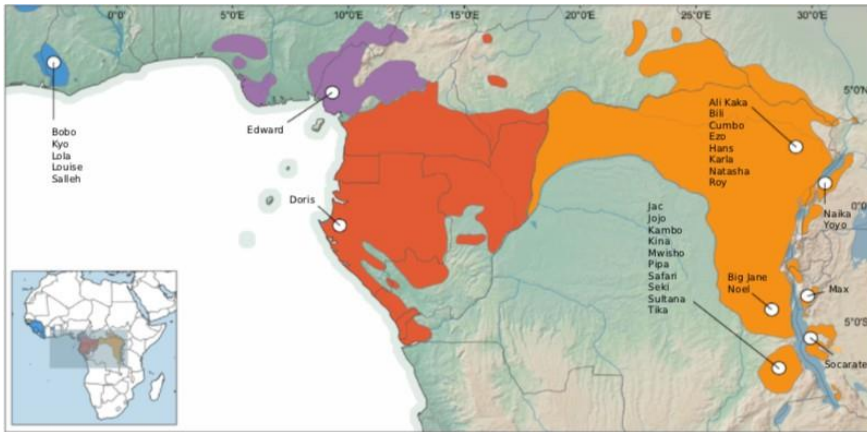 0°0'
5°0'E
10°0'E
15°0'E
20°0'E
25°0'E
30°0'E
5°0'N
0°0'
5°0'S
Bobo
Kyo
Lola
Louise
Salleh
Edward
Doris
Ali Kaka
Bili
Cumbo
Ezo
Hans
Karla
Natasha
Roy
Naika
Yoyo
Jac
Jojo
Kambo
Kina
Mwisho
Pipa
Safari
Seki
Sultana
Tika
Big Jane
Noel
Max
Socarate